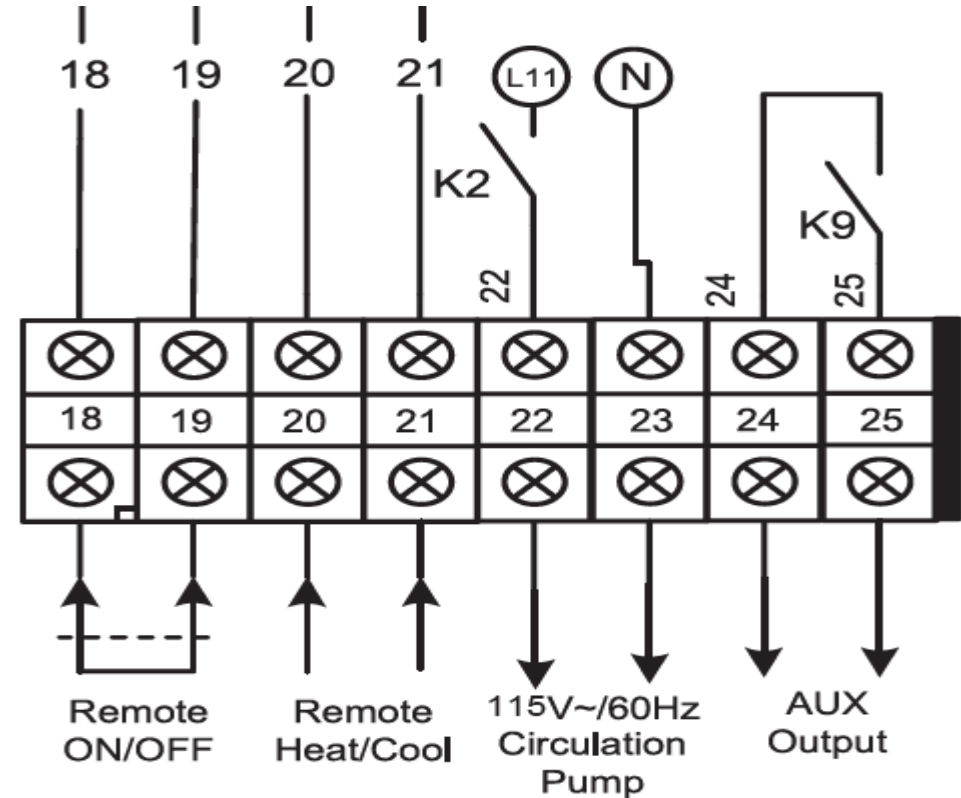 18 19 20 21 L11 N
K2
K9
22 24 25
18 19 20 21 22 23 24 25
Remote ON/OFF
Remote Heat/Cool
115V~/60Hz
Circulation
Pump
AUX
Output